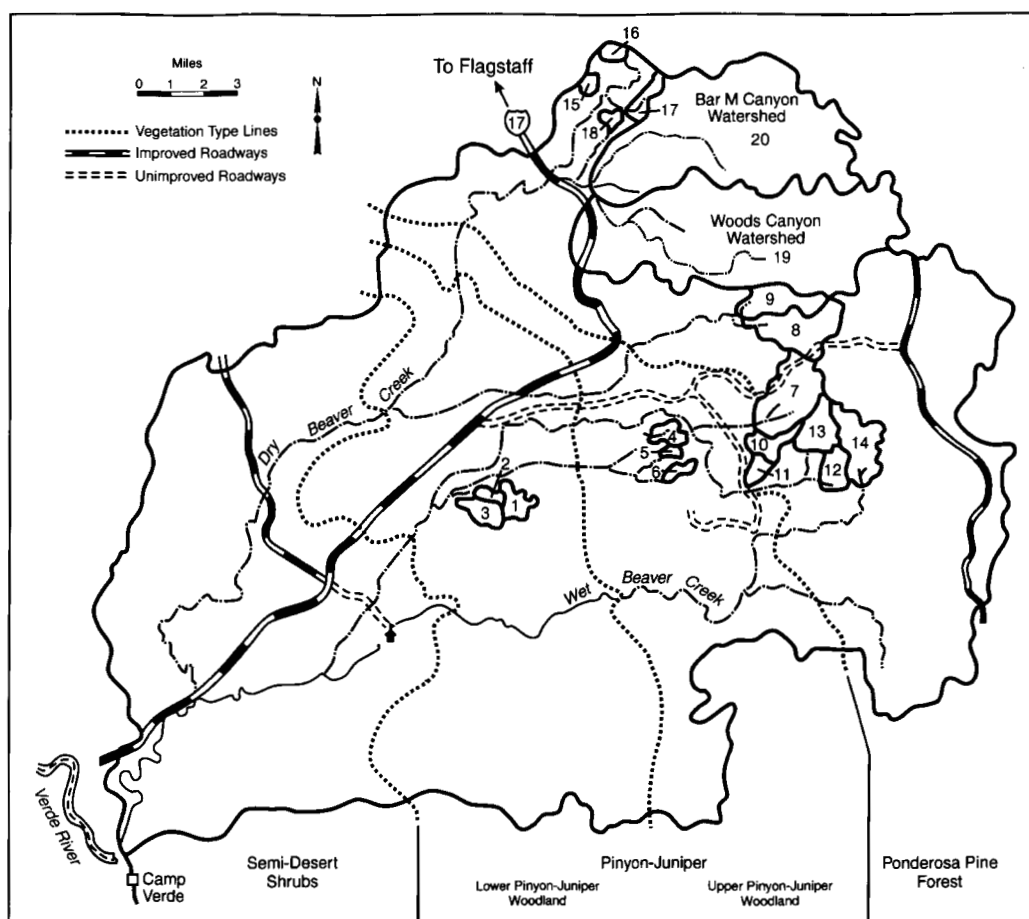 16
To Flagstaff
Miles
0 1 2 3
N
15
17
18
17
Bar M Canyon
Watershed
20
Vegetation Type Lines
Improved Roadways
Unimproved Roadways
Woods Canyon
Watershed
19
9
8
7
Dry Beaver Creek
10
13
14
4
5
6
11
12
2
3
1
Wet Beaver Creek
Verde River
Camp
Verde
Semi-Desert
Shrubs
Pinyon-Juniper
Lower Pinyon-Juniper
Woodland
Upper Pinyon-Juniper
Woodland
Ponderosa Pine
Forest